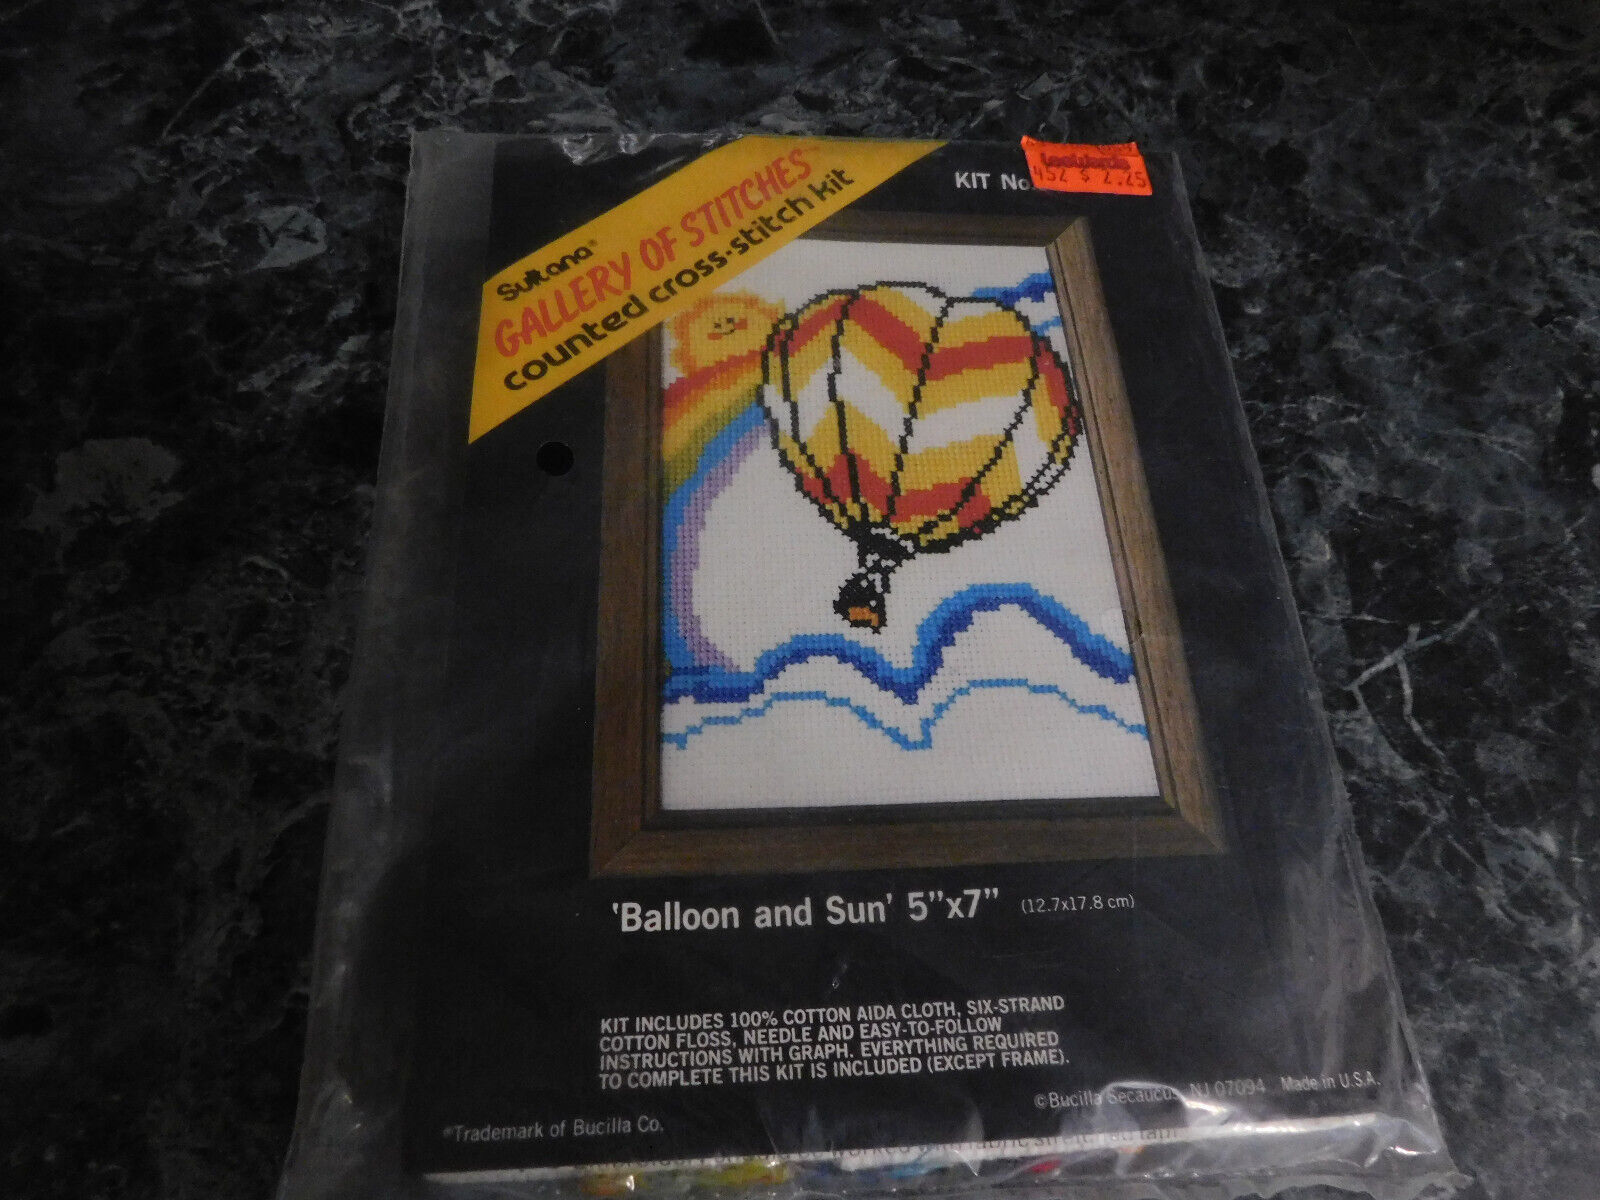 Sultana®
GALLERY OF STITCHES™
counted cross-stitch kit
KIT No.
LeeWards
452 $ 2.25
'Balloon and Sun' 5”x7” (12.7x17.8 cm)
KIT INCLUDES 100% COTTON AIDA CLOTH, SIX-STRAND
COTTON FLOSS, NEEDLE AND EASY-TO-FOLLOW
INSTRUCTIONS WITH GRAPH. EVERYTHING REQUIRED
TO COMPLETE THIS KIT IS INCLUDED (EXCEPT FRAME).
©Bucilla Secaucus, NJ 07094 Made in U.S.A.
®Trademark of Bucilla Co.